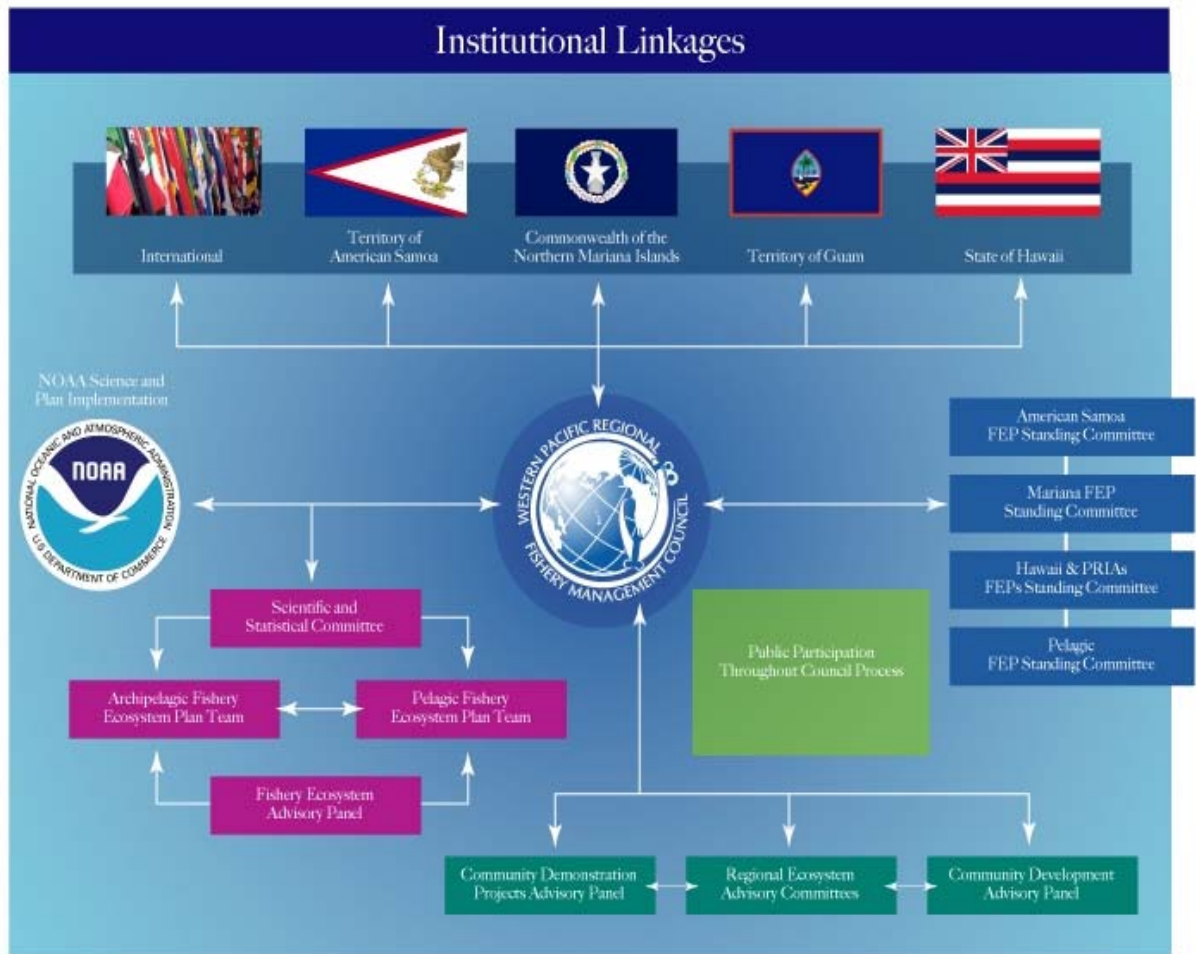 Institutional Linkages
International
Territory of
American Samoa
Commonwealth of the
Northern Mariana Islands
Territory of Guam
State of Hawaii
NOAA Science and
Plan Implementation
NATIONAL OCEANIC AND ATMOSPHERIC ADMINISTRATION
NOAA
U.S. DEPARTMENT OF COMMERCE
WESTERN PACIFIC REGIONAL
FISHERY MANAGEMENT COUNCIL
American Samoa
FEP Standing Committee
Mariana FEP
Standing Committee
Hawaii & PRIAs
FEPs Standing Committee
Pelagic
FEP Standing Committee
Scientific and
Statistical Committee
Public Participation
Throughout Council Process
Archipelagic Fishery
Ecosystem Plan Team
Pelagic Fishery
Ecosystem Plan Team
Fishery Ecosystem
Advisory Panel
Community Demonstration
Projects Advisory Panel
Regional Ecosystem
Advisory Committees
Community Development
Advisory Panel